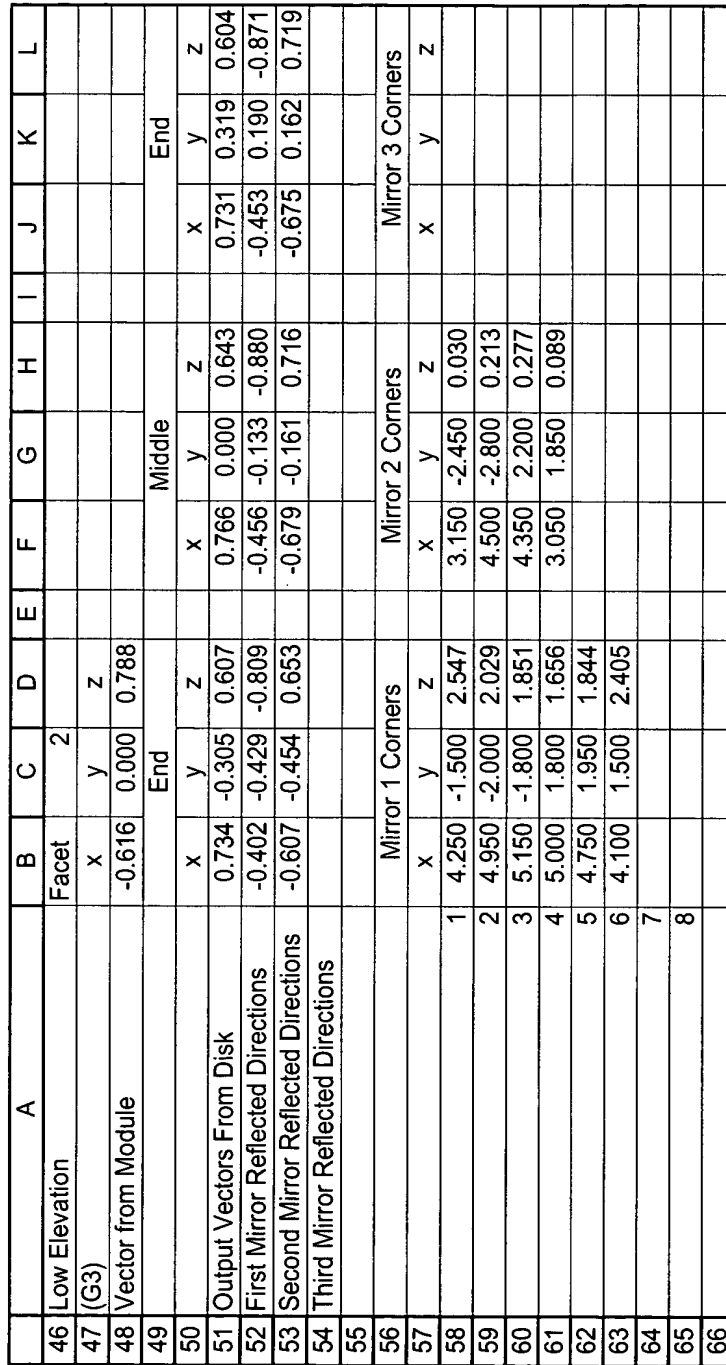 A B C D E F G H I J K L
46 Low Elevation Facet 2
47 (G3) x y z
48 Vector from Module -0.616 0.000 0.788
49 End Middle End
50 x y z x y z x y z
51 Output Vectors From Disk 0.734 -0.305 0.607 0.766 0.000 0.643 0.731 0.319 0.604
52 First Mirror Reflected Directions -0.402 -0.429 -0.809 -0.456 -0.133 -0.880 -0.453 0.190 -0.871
53 Second Mirror Reflected Directions -0.607 -0.454 0.653 -0.679 -0.161 0.716 -0.675 0.162 0.719
54 Third Mirror Reflected Directions
55
56 Mirror 1 Corners Mirror 2 Corners Mirror 3 Corners
57 x y z x y z x y z
58 1 4.250 -1.500 2.547 3.150 -2.450 0.030
59 2 4.950 -2.000 2.029 4.500 -2.800 0.213
60 3 5.150 -1.800 1.851 4.350 2.200 0.277
61 4 5.000 1.800 1.656 3.050 1.850 0.089
62 5 4.750 1.950 1.844
63 6 4.100 1.500 2.405
64 7
65 8
66